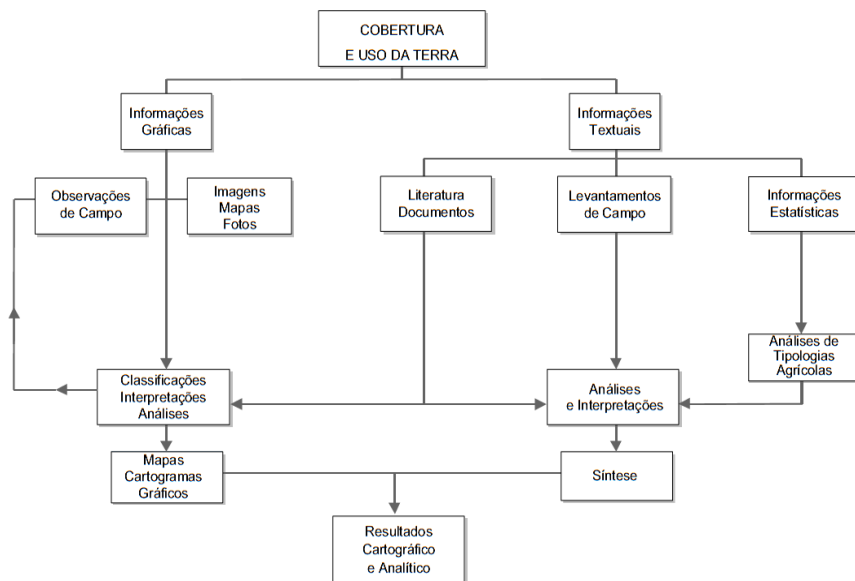 COBERTURA
E USO DA TERRA
Informações
Gráficas
Informações
Textuais
Observações
de Campo
Imagens
Mapas
Fotos
Literatura
Documentos
Levantamentos
de Campo
Informações
Estatísticas
Análises de
Tipologias
Agrícolas
Classificações
Interpretações
Análises
Análises
e Interpretações
Mapas
Cartogramas
Gráficos
Síntese
Resultados
Cartográfico
e Analítico